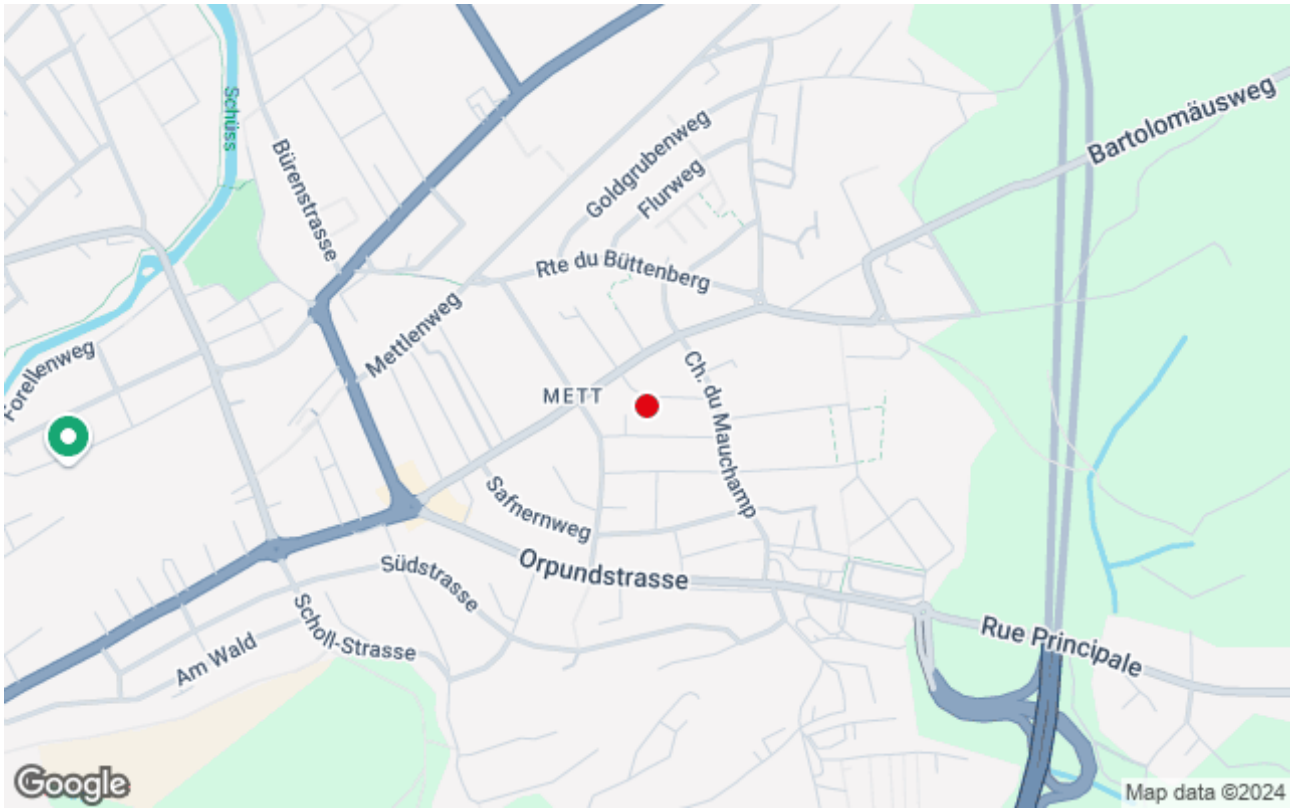 Schüss
Bürenstrasse
Bartolomäusweg
Goldgrubenweg
Flurweg
Rte du Büttenberg
Mettlenweg
Forellenweg
METT
Ch. du Mauchamp
Safnernweg
Orpundstrasse
Südstrasse
Scholl-Strasse
Am Wald
Rue Principale
Google
Map data ©2024